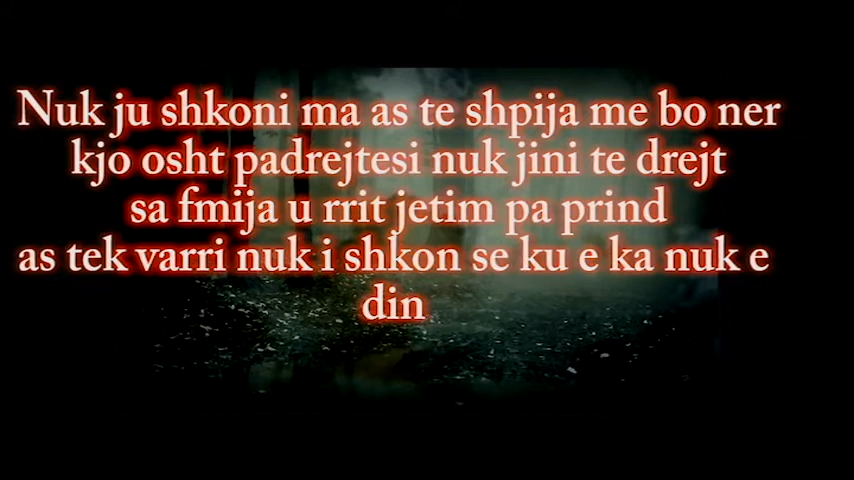 Nuk ju shkoni ma as te shpija me bo ner
kjo osht padrejtesi nuk jini te drejt
sa fmija u rrit jetim pa prind
as tek varri nuk i shkon se ku e ka nuk e
din